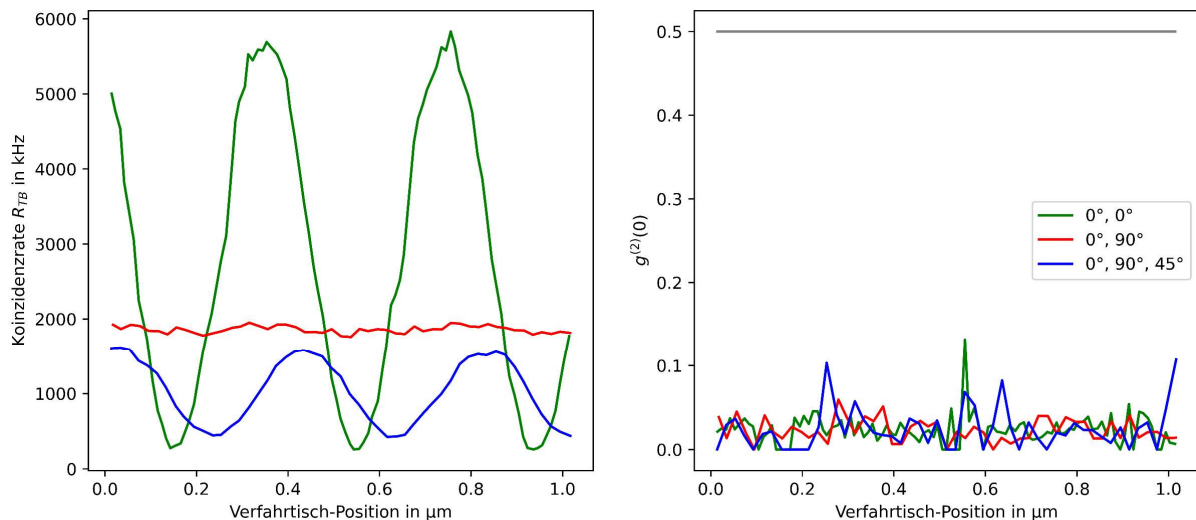 6000
5000
4000
3000
2000
1000
0
Koinzidenzrate R_TB in kHz
0.0 0.2 0.4 0.6 0.8 1.0
Verfahrtisch-Position in µm
0.5
0.4
0.3
0.2
0.1
0.0
g^(2)(0)
0°, 0°
0°, 90°
0°, 90°, 45°
0.0 0.2 0.4 0.6 0.8 1.0
Verfahrtisch-Position in µm